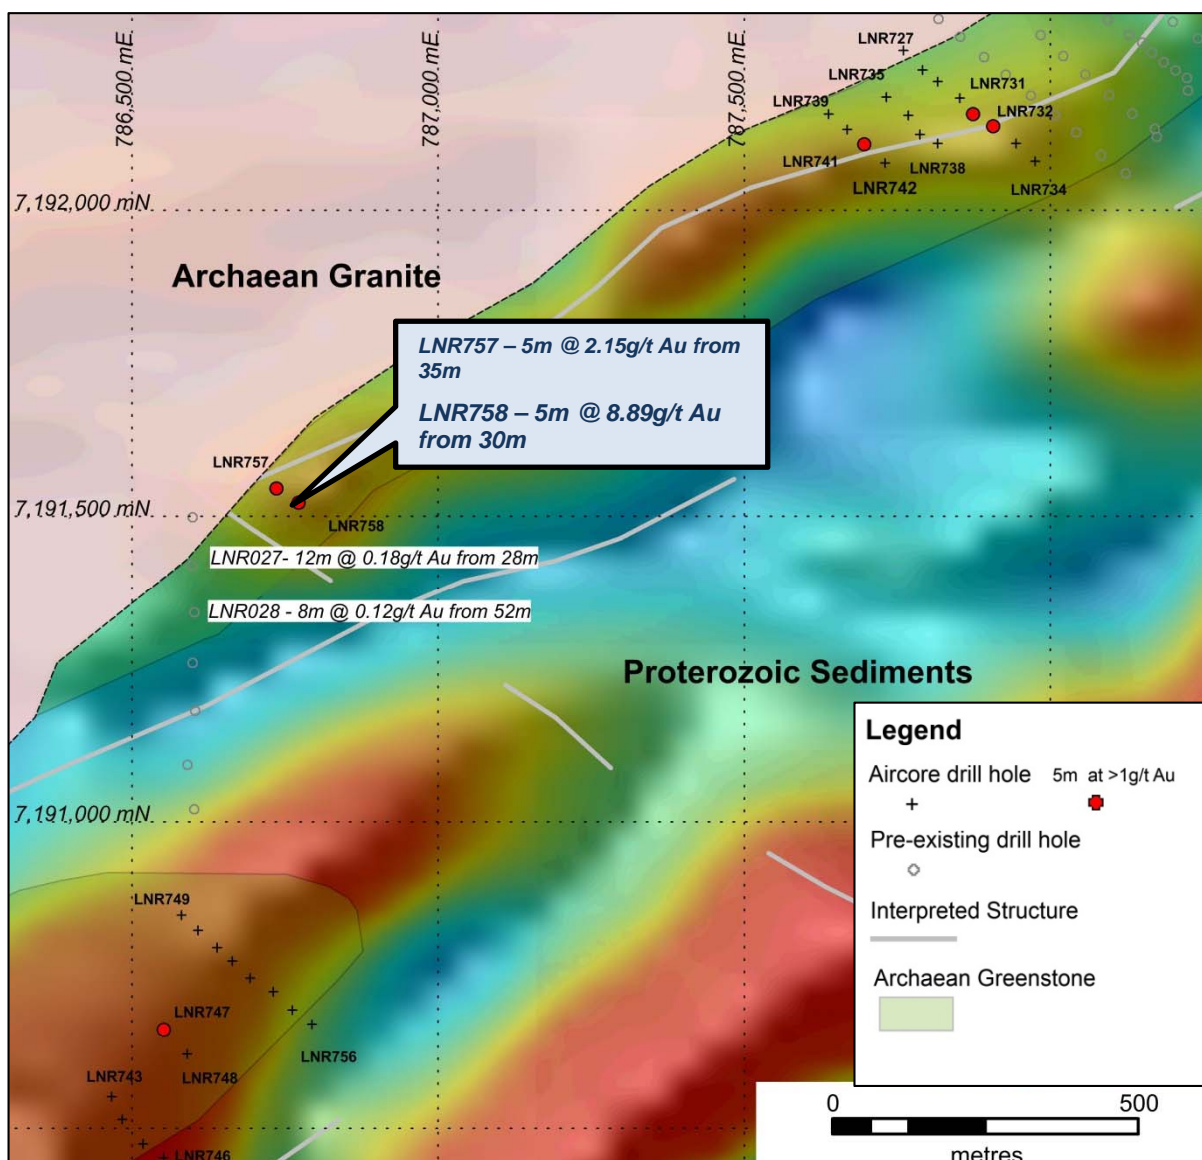 786,500 mE
787,000 mE
787,500 mE
LNR727
LNR735
LNR731
LNR739
LNR732
LNR741
LNR738
LNR742
LNR734
7,192,000 mN
Archaean Granite
LNR757 – 5m @ 2.15g/t Au from
35m
LNR758 – 5m @ 8.89g/t Au
from 30m
LNR757
7,191,500 mN
LNR758
LNR027- 12m @ 0.18g/t Au from 28m
LNR028 - 8m @ 0.12g/t Au from 52m
Proterozoic Sediments
7,191,000 mN
LNR749
LNR747
LNR756
LNR748
LNR743
LNR746
Legend
Aircore drill hole 5m at >1g/t Au
Pre-existing drill hole
Interpreted Structure
Archaean Greenstone
0 500
metres